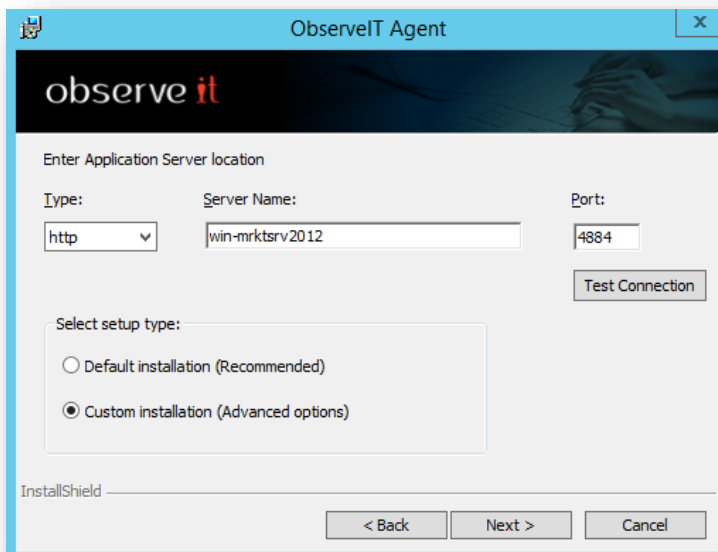 ObserveIT Agent
x
observe it
Enter Application Server location
Type: Server Name: Port:
http win-mrktsrv2012 4884
Test Connection
Select setup type:
Default installation (Recommended)
Custom installation (Advanced options)
InstallShield
< Back Next > Cancel